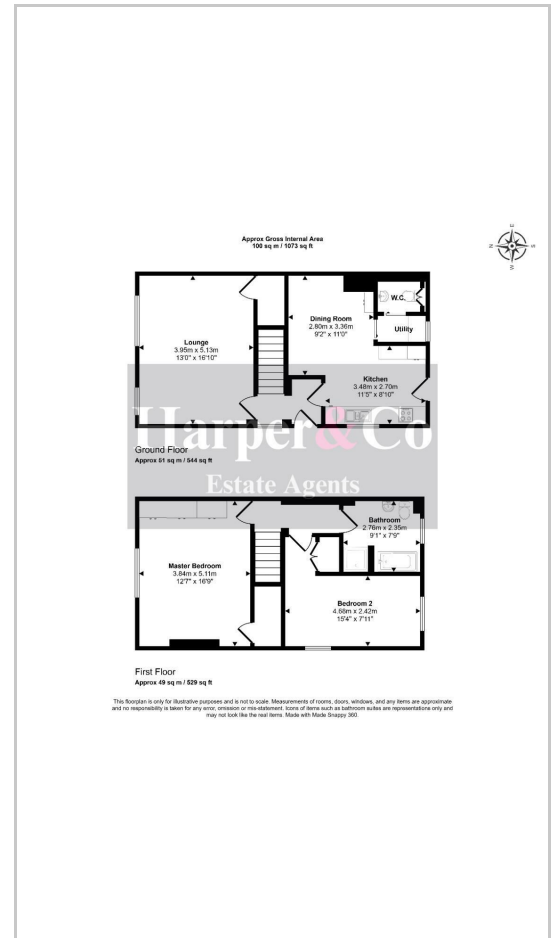 Approx Gross Internal Area
100 sq m / 1073 sq ft
N
E
S
W
Lounge
3.95m x 5.13m
13'0" x 16'10"
Dining Room
2.80m x 3.36m
9'2" x 11'0"
W.C.
Utility
Kitchen
3.48m x 2.70m
11'5" x 8'10"
Harper & Co
Estate Agents
Ground Floor
Approx 51 sq m / 544 sq ft
Master Bedroom
3.84m x 5.11m
12'7" x 16'9"
Bathroom
2.76m x 2.35m
9'1" x 7'9"
Bedroom 2
4.68m x 2.42m
15'4" x 7'11"
First Floor
Approx 49 sq m / 529 sq ft
This floorplan is only for illustrative purposes and is not to scale. Measurements of rooms, doors, windows, and any items are approximate
and no responsibility is taken for any error, omission or mis-statement. Icons of items such as bathroom suites are representations only and
may not look like the real items. Made with Made Snappy 360.